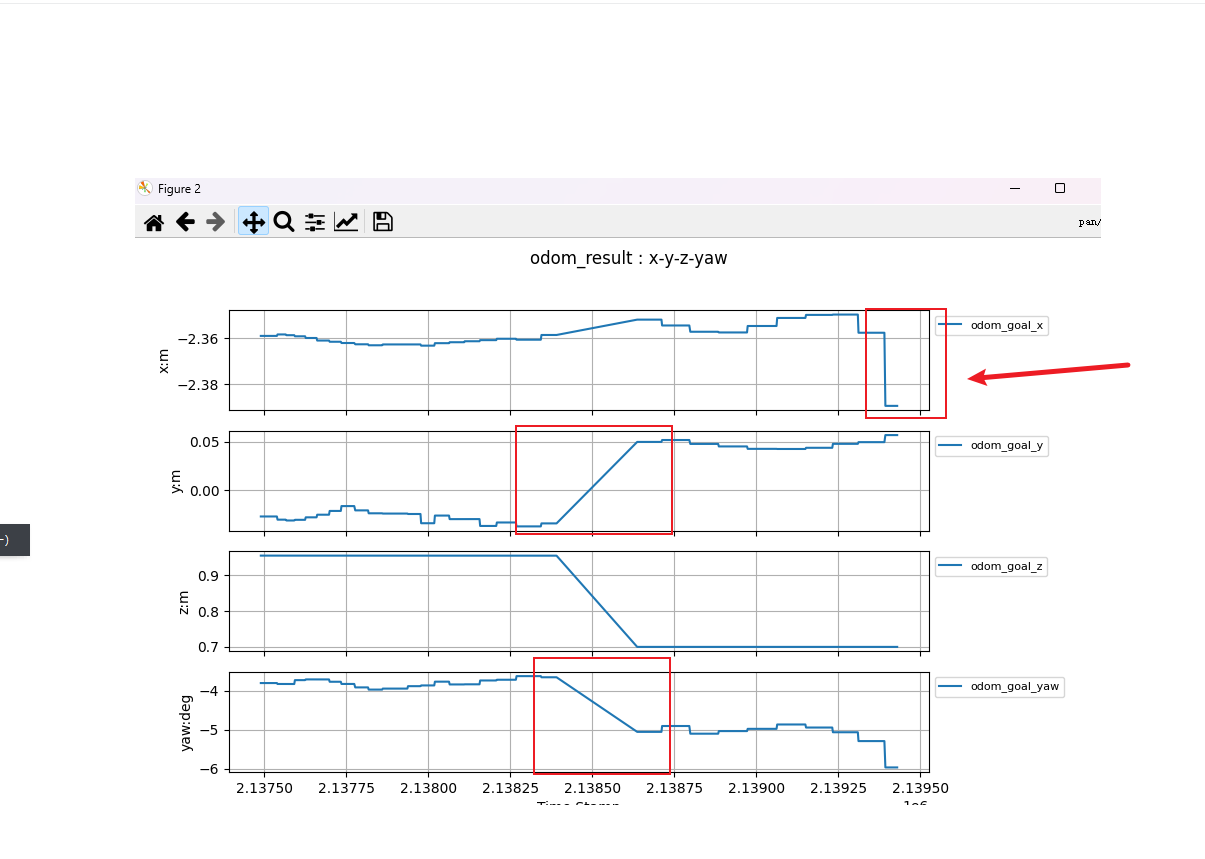 Figure 2
pan/
odom_result : x-y-z-yaw
x:m
−2.36
−2.38
odom_goal_x
y:m
0.05
0.00
odom_goal_y
-)
z:m
0.9
0.8
0.7
odom_goal_z
yaw:deg
−4
−5
−6
odom_goal_yaw
2.13750 2.13775 2.13800 2.13825 2.13850 2.13875 2.13900 2.13925 2.13950
Time Stamp
1e6